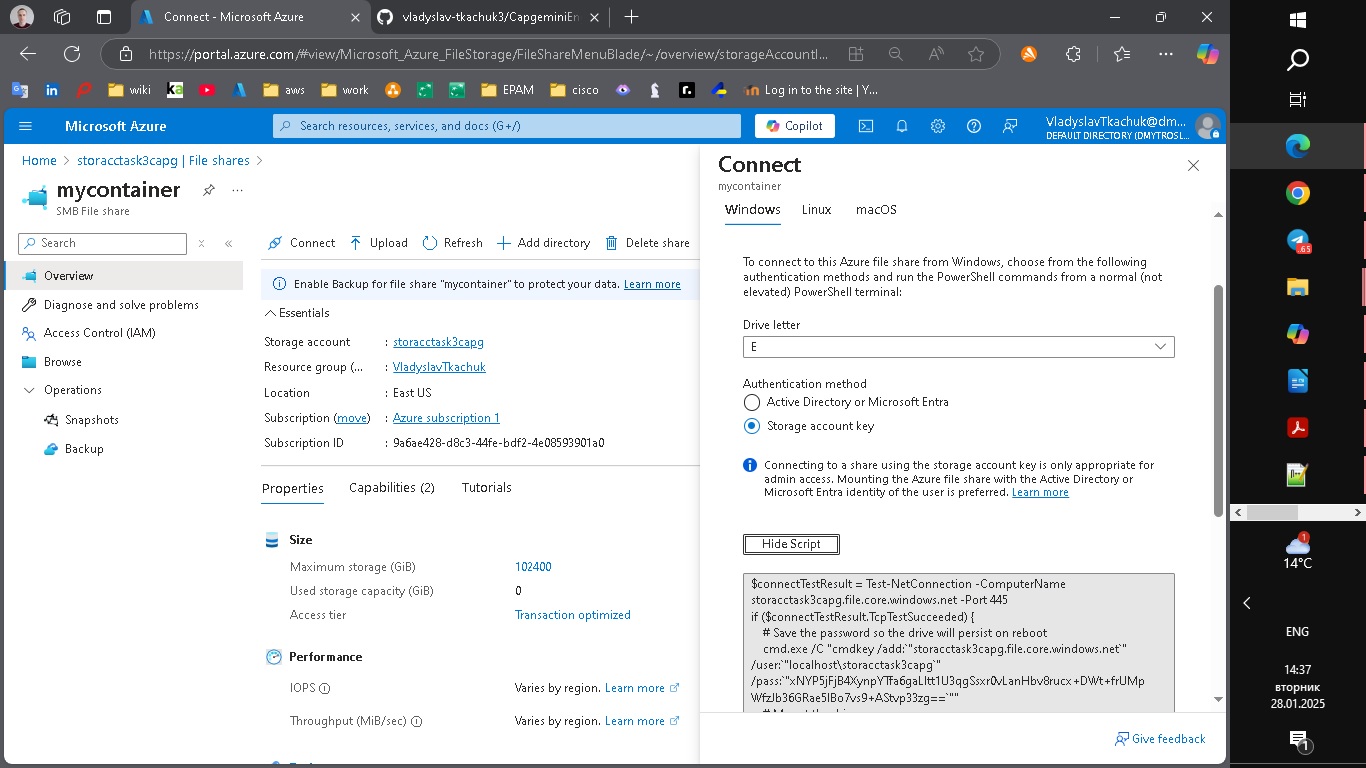 Connect - Microsoft Azure
vladyslav-tkachuk3/CapgeminiEn
https://portal.azure.com/#view/Microsoft_Azure_FileStorage/FileShareMenuBlade/~/overview/storageAccountI...
wiki
ka
aws
work
EPAM
cisco
r.
Log in to the site | Y...
Microsoft Azure
Search resources, services, and docs (G+/)
Copilot
VladyslavTkachuk@dm...
DEFAULT DIRECTORY (DMYTROSL...
Home > storacctask3capg | File shares >
mycontainer
SMB File share
Search
Overview
Diagnose and solve problems
Access Control (IAM)
Browse
Operations
Snapshots
Backup
Connect
Upload
Refresh
Add directory
Delete share
Enable Backup for file share "mycontainer" to protect your data. Learn more
Essentials
Storage account : storacctask3capg
Resource group (... : VladyslavTkachuk
Location : East US
Subscription (move) : Azure subscription 1
Subscription ID : 9a6ae428-d8c3-44fe-bdf2-4e08593901a0
Properties
Capabilities (2)
Tutorials
Size
Maximum storage (GiB) 102400
Used storage capacity (GiB) 0
Access tier Transaction optimized
Performance
IOPS Varies by region. Learn more
Throughput (MiB/sec) Varies by region. Learn more
Connect
mycontainer
Windows
Linux
macOS
To connect to this Azure file share from Windows, choose from the following
authentication methods and run the PowerShell commands from a normal (not
elevated) PowerShell terminal:
Drive letter
E
Authentication method
Active Directory or Microsoft Entra
Storage account key
Connecting to a share using the storage account key is only appropriate for
admin access. Mounting the Azure file share with the Active Directory or
Microsoft Entra identity of the user is preferred. Learn more
Hide Script
$connectTestResult = Test-NetConnection -ComputerName
storacctask3capg.file.core.windows.net -Port 445
if ($connectTestResult.TcpTestSucceeded) {
# Save the password so the drive will persist on reboot
cmd.exe /C "cmdkey /add:`"storacctask3capg.file.core.windows.net`"
/user:`"localhost\storacctask3capg`"
Give feedback
65
1
14°C
ENG
14:37
вторник
28.01.2025
1